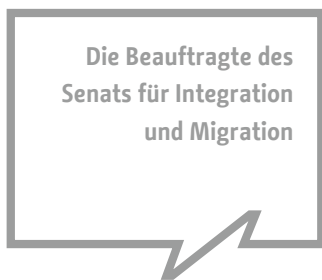 Die Beauftragte des
Senats für Integration
und Migration